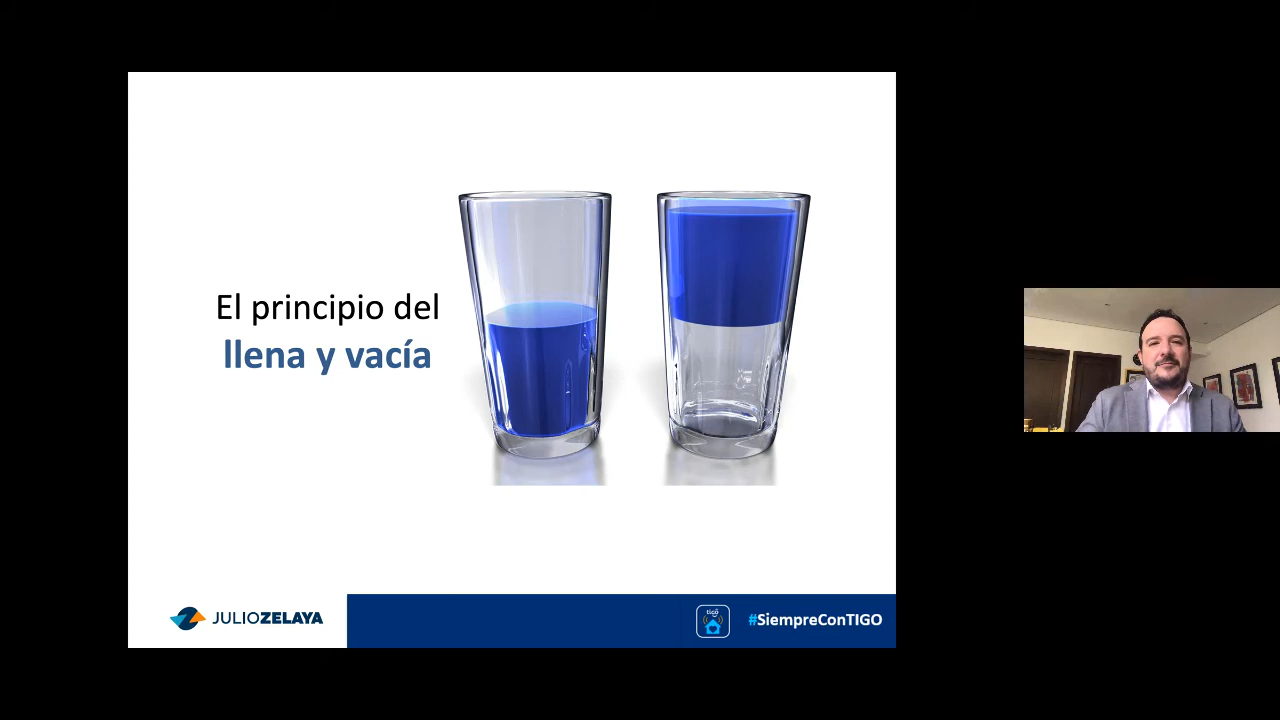 El principio del
llena y vacía
JULIOZELAYA
tigo
#SiempreConTIGO